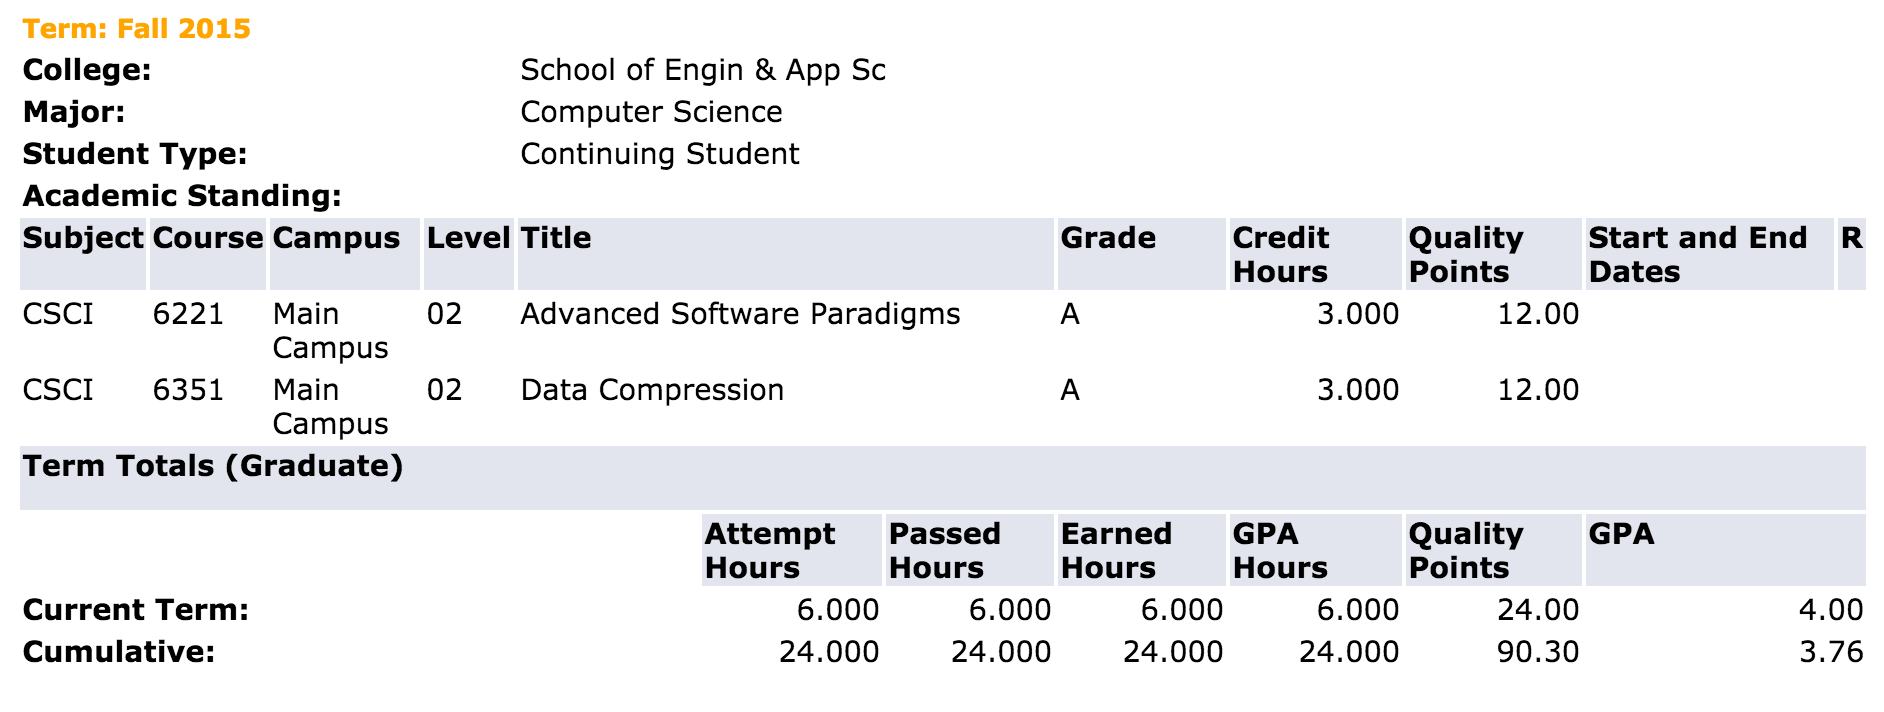 Term: Fall 2015
College: School of Engin & App Sc
Major: Computer Science
Student Type: Continuing Student
Academic Standing:
Subject Course Campus Level Title Grade Credit Hours Quality Points Start and End Dates R
CSCI 6221 Main Campus 02 Advanced Software Paradigms A 3.000 12.00
CSCI 6351 Main Campus 02 Data Compression A 3.000 12.00
Term Totals (Graduate)
Attempt Hours Passed Hours Earned Hours GPA Hours Quality Points GPA
Current Term: 6.000 6.000 6.000 6.000 24.00 4.00
Cumulative: 24.000 24.000 24.000 24.000 90.30 3.76